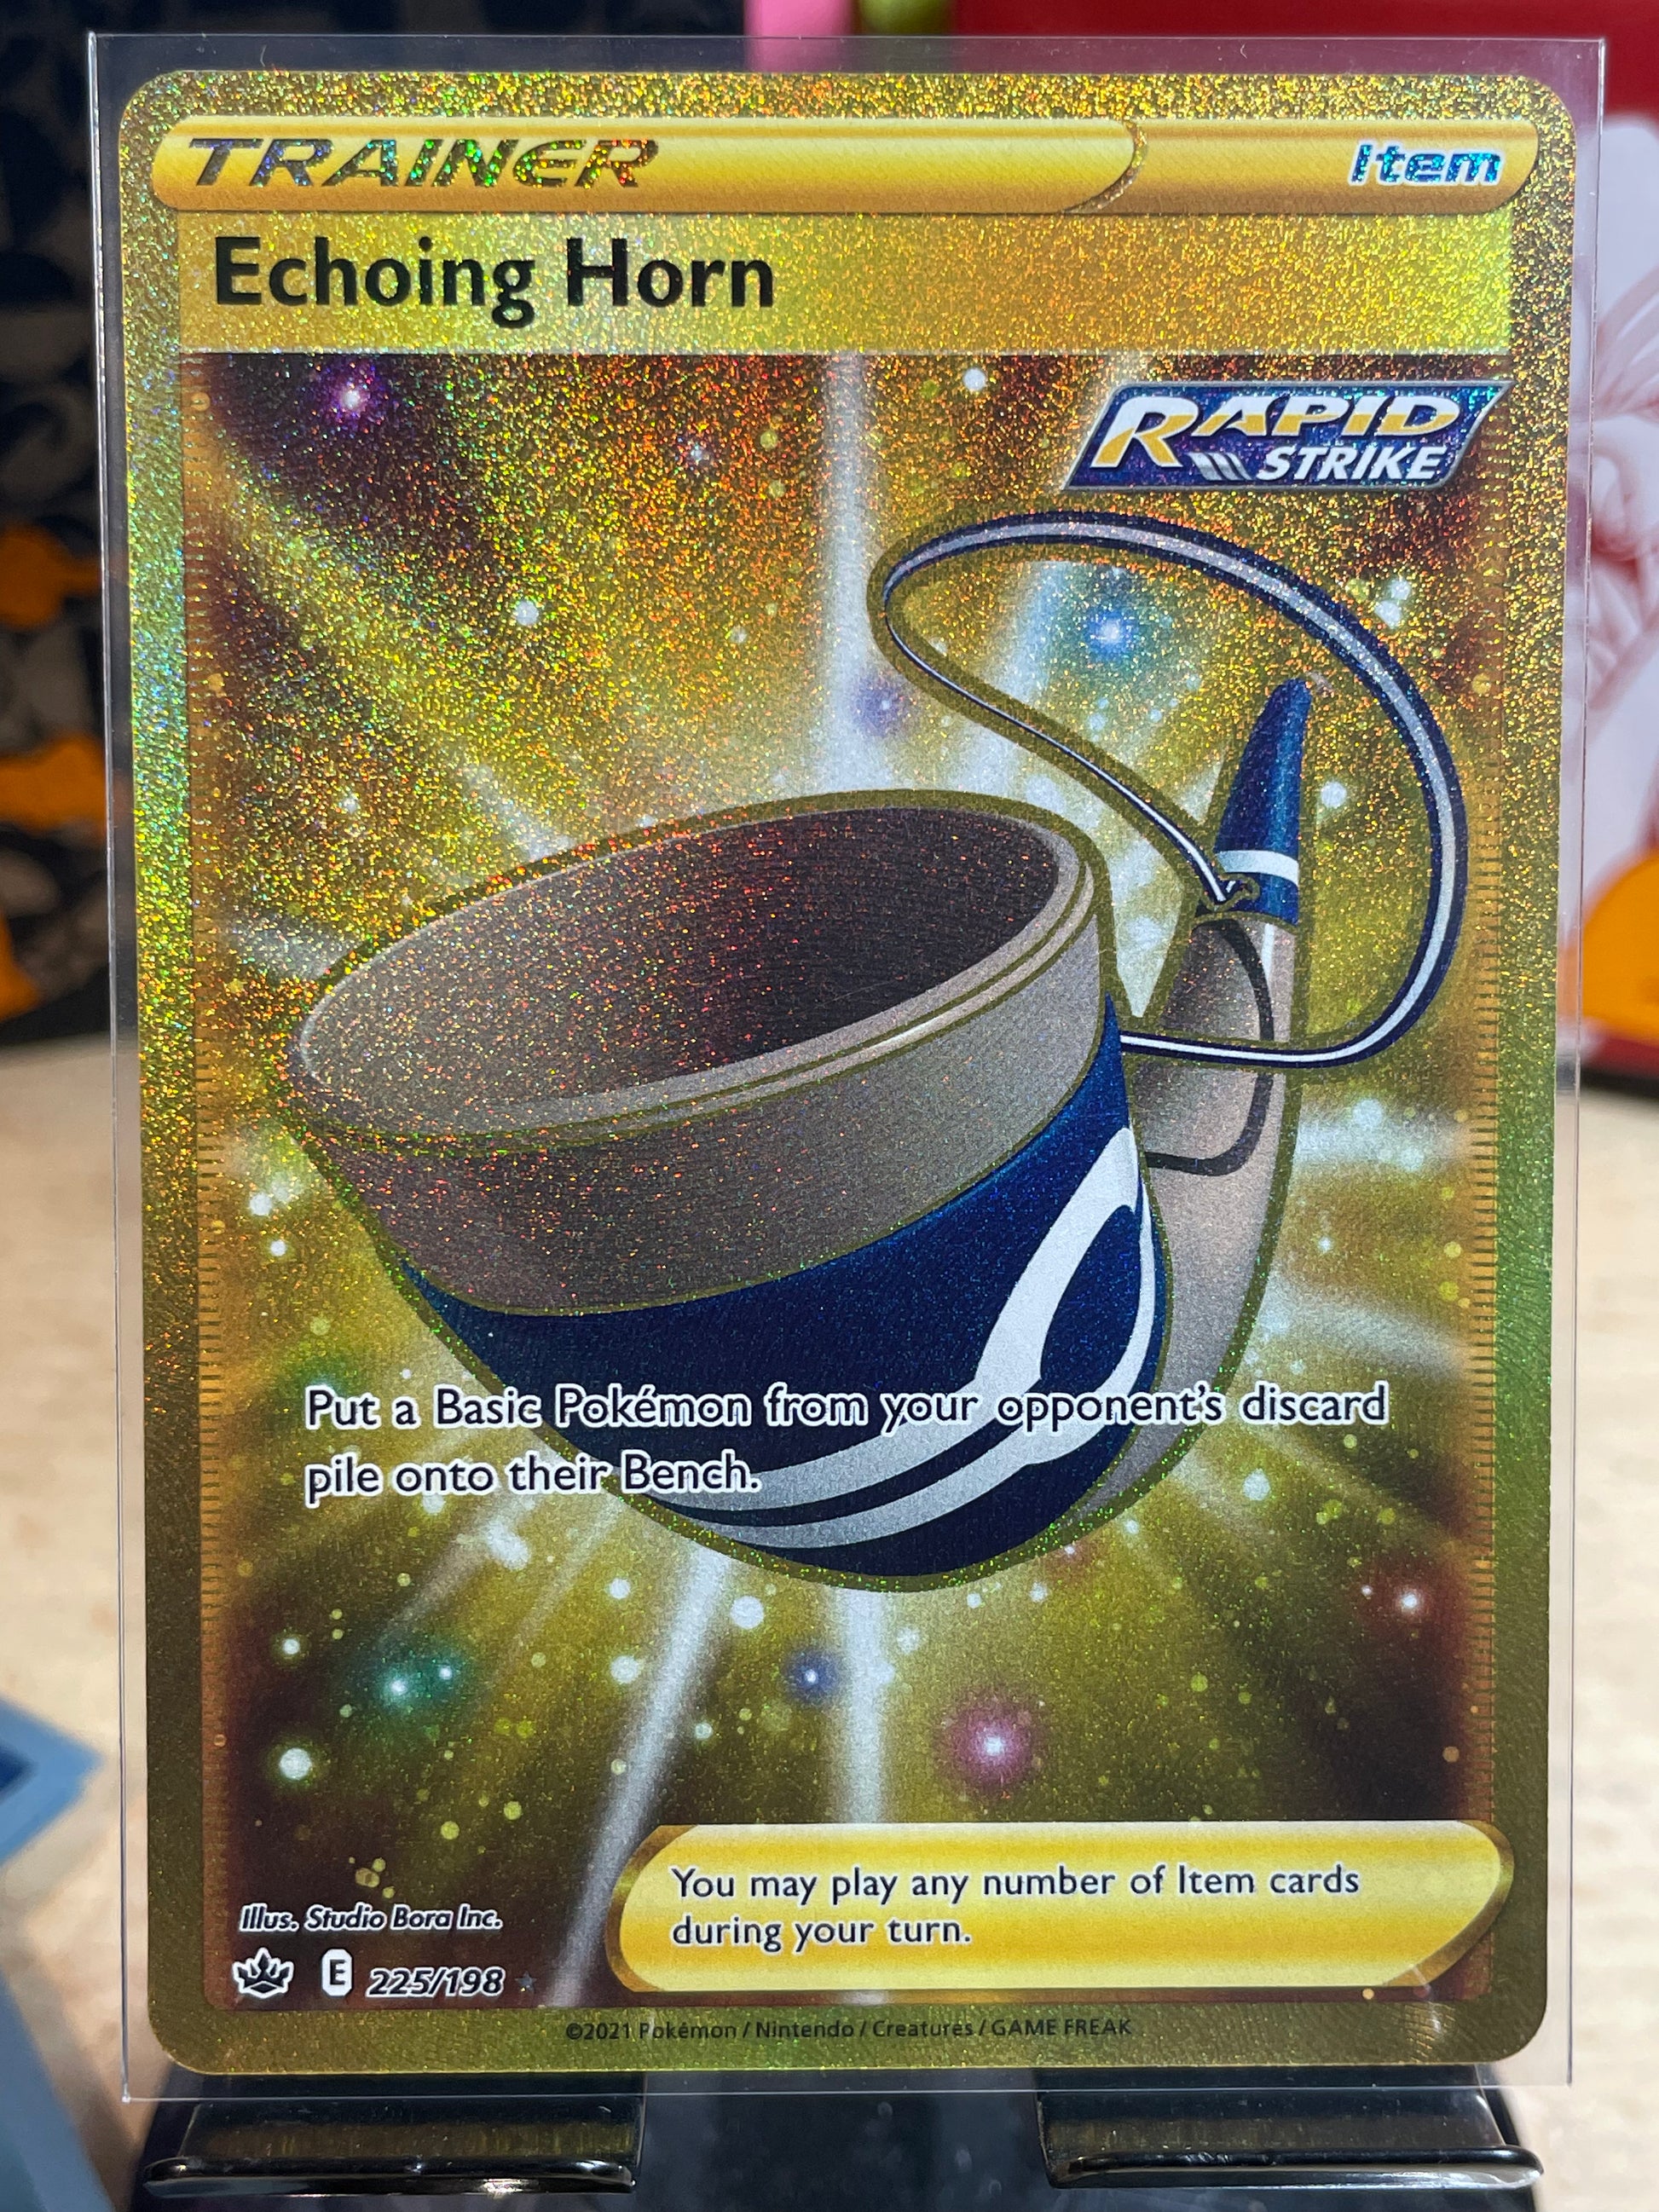 TRAINER
Item
Echoing Horn
RAPID
STRIKE
Put a Basic Pokémon from your opponent's discard
pile onto their Bench.
You may play any number of Item cards
during your turn.
Illus. Studio Bora Inc.
E 225/198
©2021 Pokémon / Nintendo / Creatures / GAME FREAK